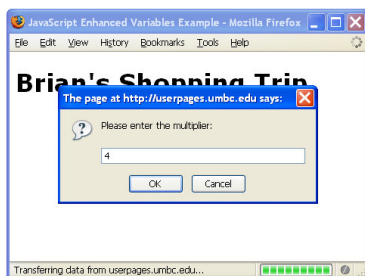 JavaScript Enhanced Variables Example - Mozilla Firefox
File Edit View History Bookmarks Tools Help
Brian's Shopping Trip
The page at http://userpages.umbc.edu says:
Please enter the multiplier:
4
OK Cancel
Transferring data from userpages.umbc.edu...